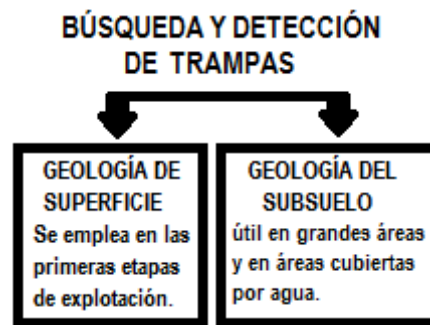 BÚSQUEDA Y DETECCIÓN
DE TRAMPAS
GEOLOGÍA DE
SUPERFICIE
Se emplea en las
primeras etapas
de explotación.
GEOLOGÍA DEL
SUBSUELO
útil en grandes áreas
y en áreas cubiertas
por agua.